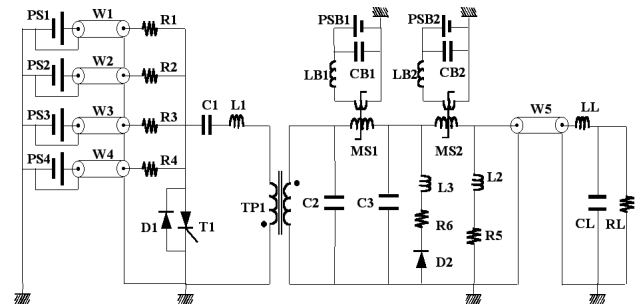 PS1 W1 R1
PSB1 PSB2
PS2 W2 R2
LB1 CB1 LB2 CB2
PS3 W3 R3 C1 L1
W5 LL
PS4 W4 R4
MS1 MS2
D1 T1 TP1 C2 C3 L3 L2
R6 R5
CL RL
D2